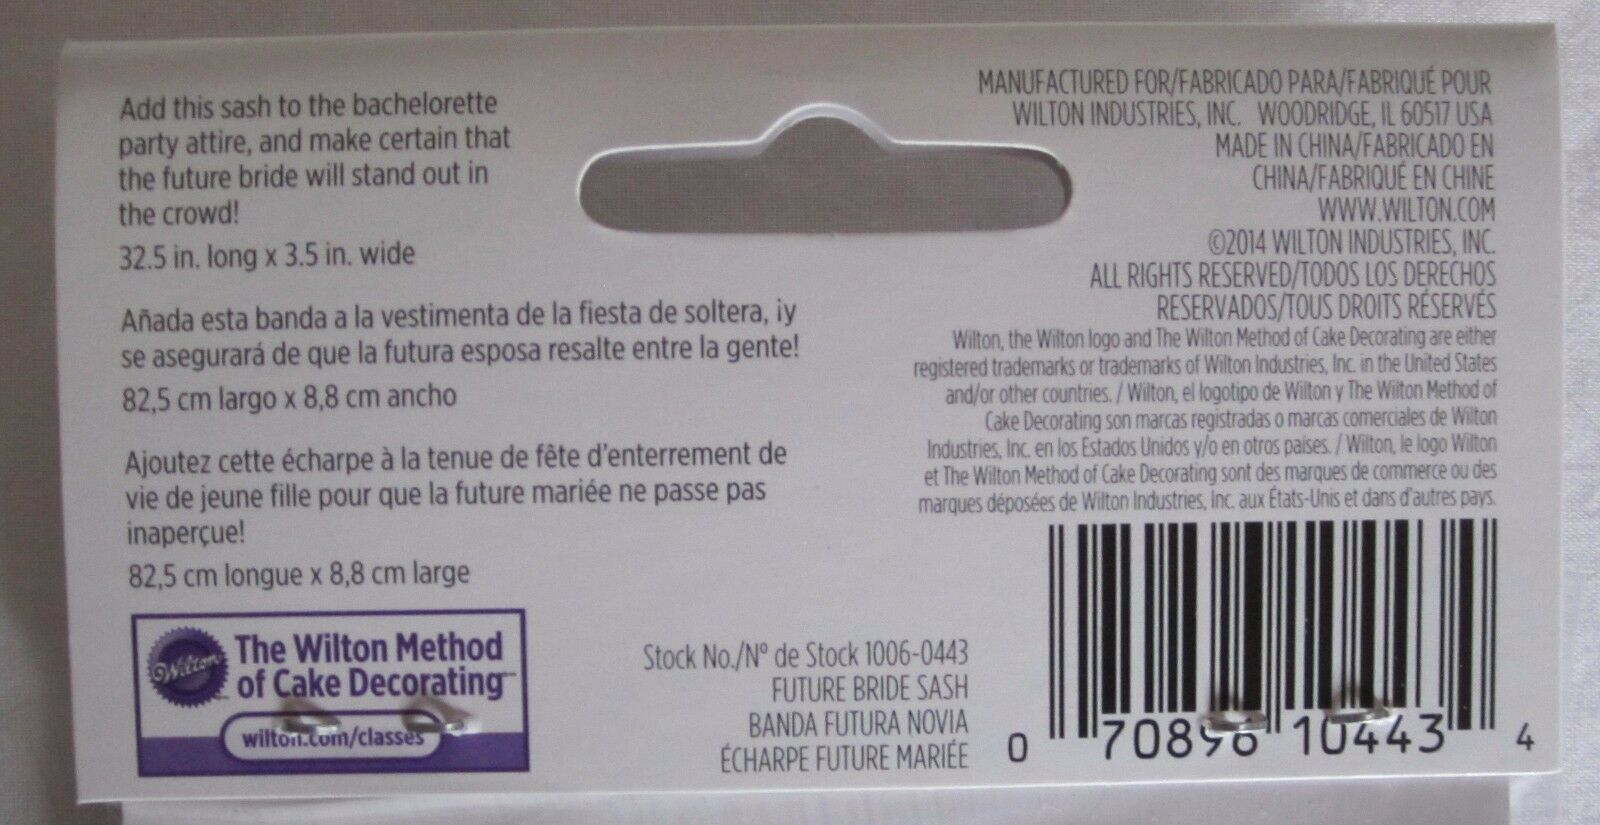 Add this sash to the bachelorette
party attire, and make certain that
the future bride will stand out in
the crowd!
32.5 in. long x 3.5 in. wide
Añada esta banda a la vestimenta de la fiesta de soltera, ¡y
se asegurará de que la futura esposa resalte entre la gente!
82,5 cm largo x 8,8 cm ancho
Ajoutez cette écharpe à la tenue de fête d'enterrement de
vie de jeune fille pour que la future mariée ne passe pas
inaperçue!
82,5 cm longue x 8,8 cm large
Wilton
The Wilton Method
of Cake Decorating™
wilton.com/classes
Stock No./Nº de Stock 1006-0443
FUTURE BRIDE SASH
BANDA FUTURA NOVIA
ÉCHARPE FUTURE MARIÉE
MANUFACTURED FOR/FABRICADO PARA/FABRIQUÉ POUR
WILTON INDUSTRIES, INC. WOODRIDGE, IL 60517 USA
MADE IN CHINA/FABRICADO EN
CHINA/FABRIQUÉ EN CHINE
WWW.WILTON.COM
©2014 WILTON INDUSTRIES, INC.
ALL RIGHTS RESERVED/TODOS LOS DERECHOS
RESERVADOS/TOUS DROITS RÉSERVÉS
Wilton, the Wilton logo and The Wilton Method of Cake Decorating are either
registered trademarks or trademarks of Wilton Industries, Inc. in the United States
and/or other countries. / Wilton, el logotipo de Wilton y The Wilton Method of
Cake Decorating son marcas registradas o marcas comerciales de Wilton
Industries, Inc. en los Estados Unidos y/o en otros países. / Wilton, le logo Wilton
et The Wilton Method of Cake Decorating sont des marques de commerce ou des
marques déposées de Wilton Industries, Inc. aux États-Unis et dans d'autres pays.
0 70896 10443 4